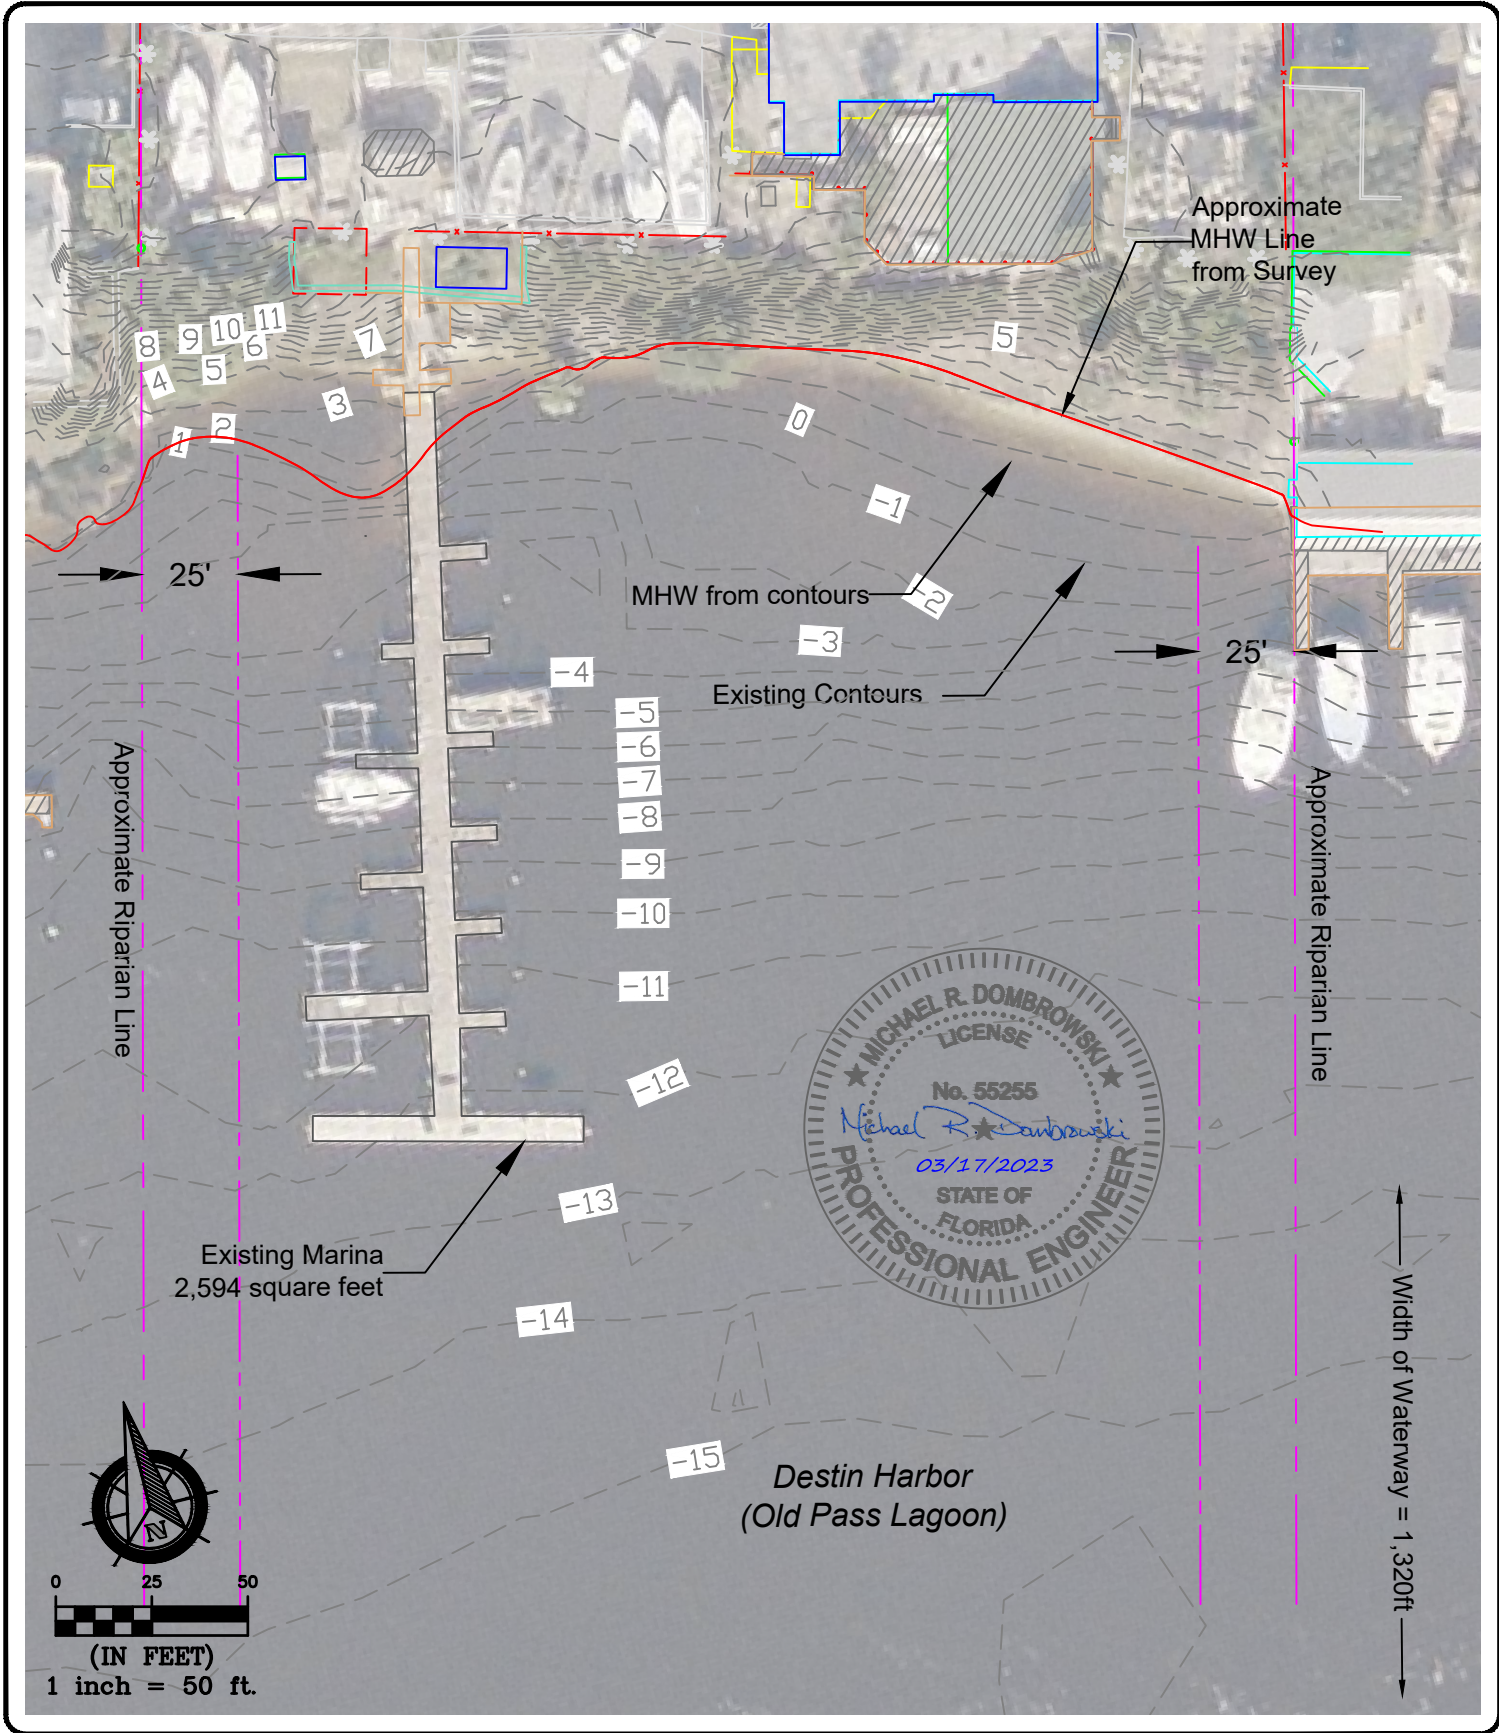 Approximate
MHW Line
from Survey
11
10
9
8
6
7
5
5
4
3
2
1
0
-1
-2
25'
MHW from contours
-3
25'
-4
Existing Contours
-5
-6
-7
-8
-9
-10
-11
-12
-13
-14
-15
Approximate Riparian Line
Approximate Riparian Line
MICHAEL R. DOMBROWSKI
LICENSE
No. 55255
Michael R. Dombrowski
03/17/2023
STATE OF
FLORIDA
PROFESSIONAL ENGINEER
Existing Marina
2,594 square feet
Width of Waterway = 1,320ft
Destin Harbor
(Old Pass Lagoon)
N
0 25 50
(IN FEET)
1 inch = 50 ft.